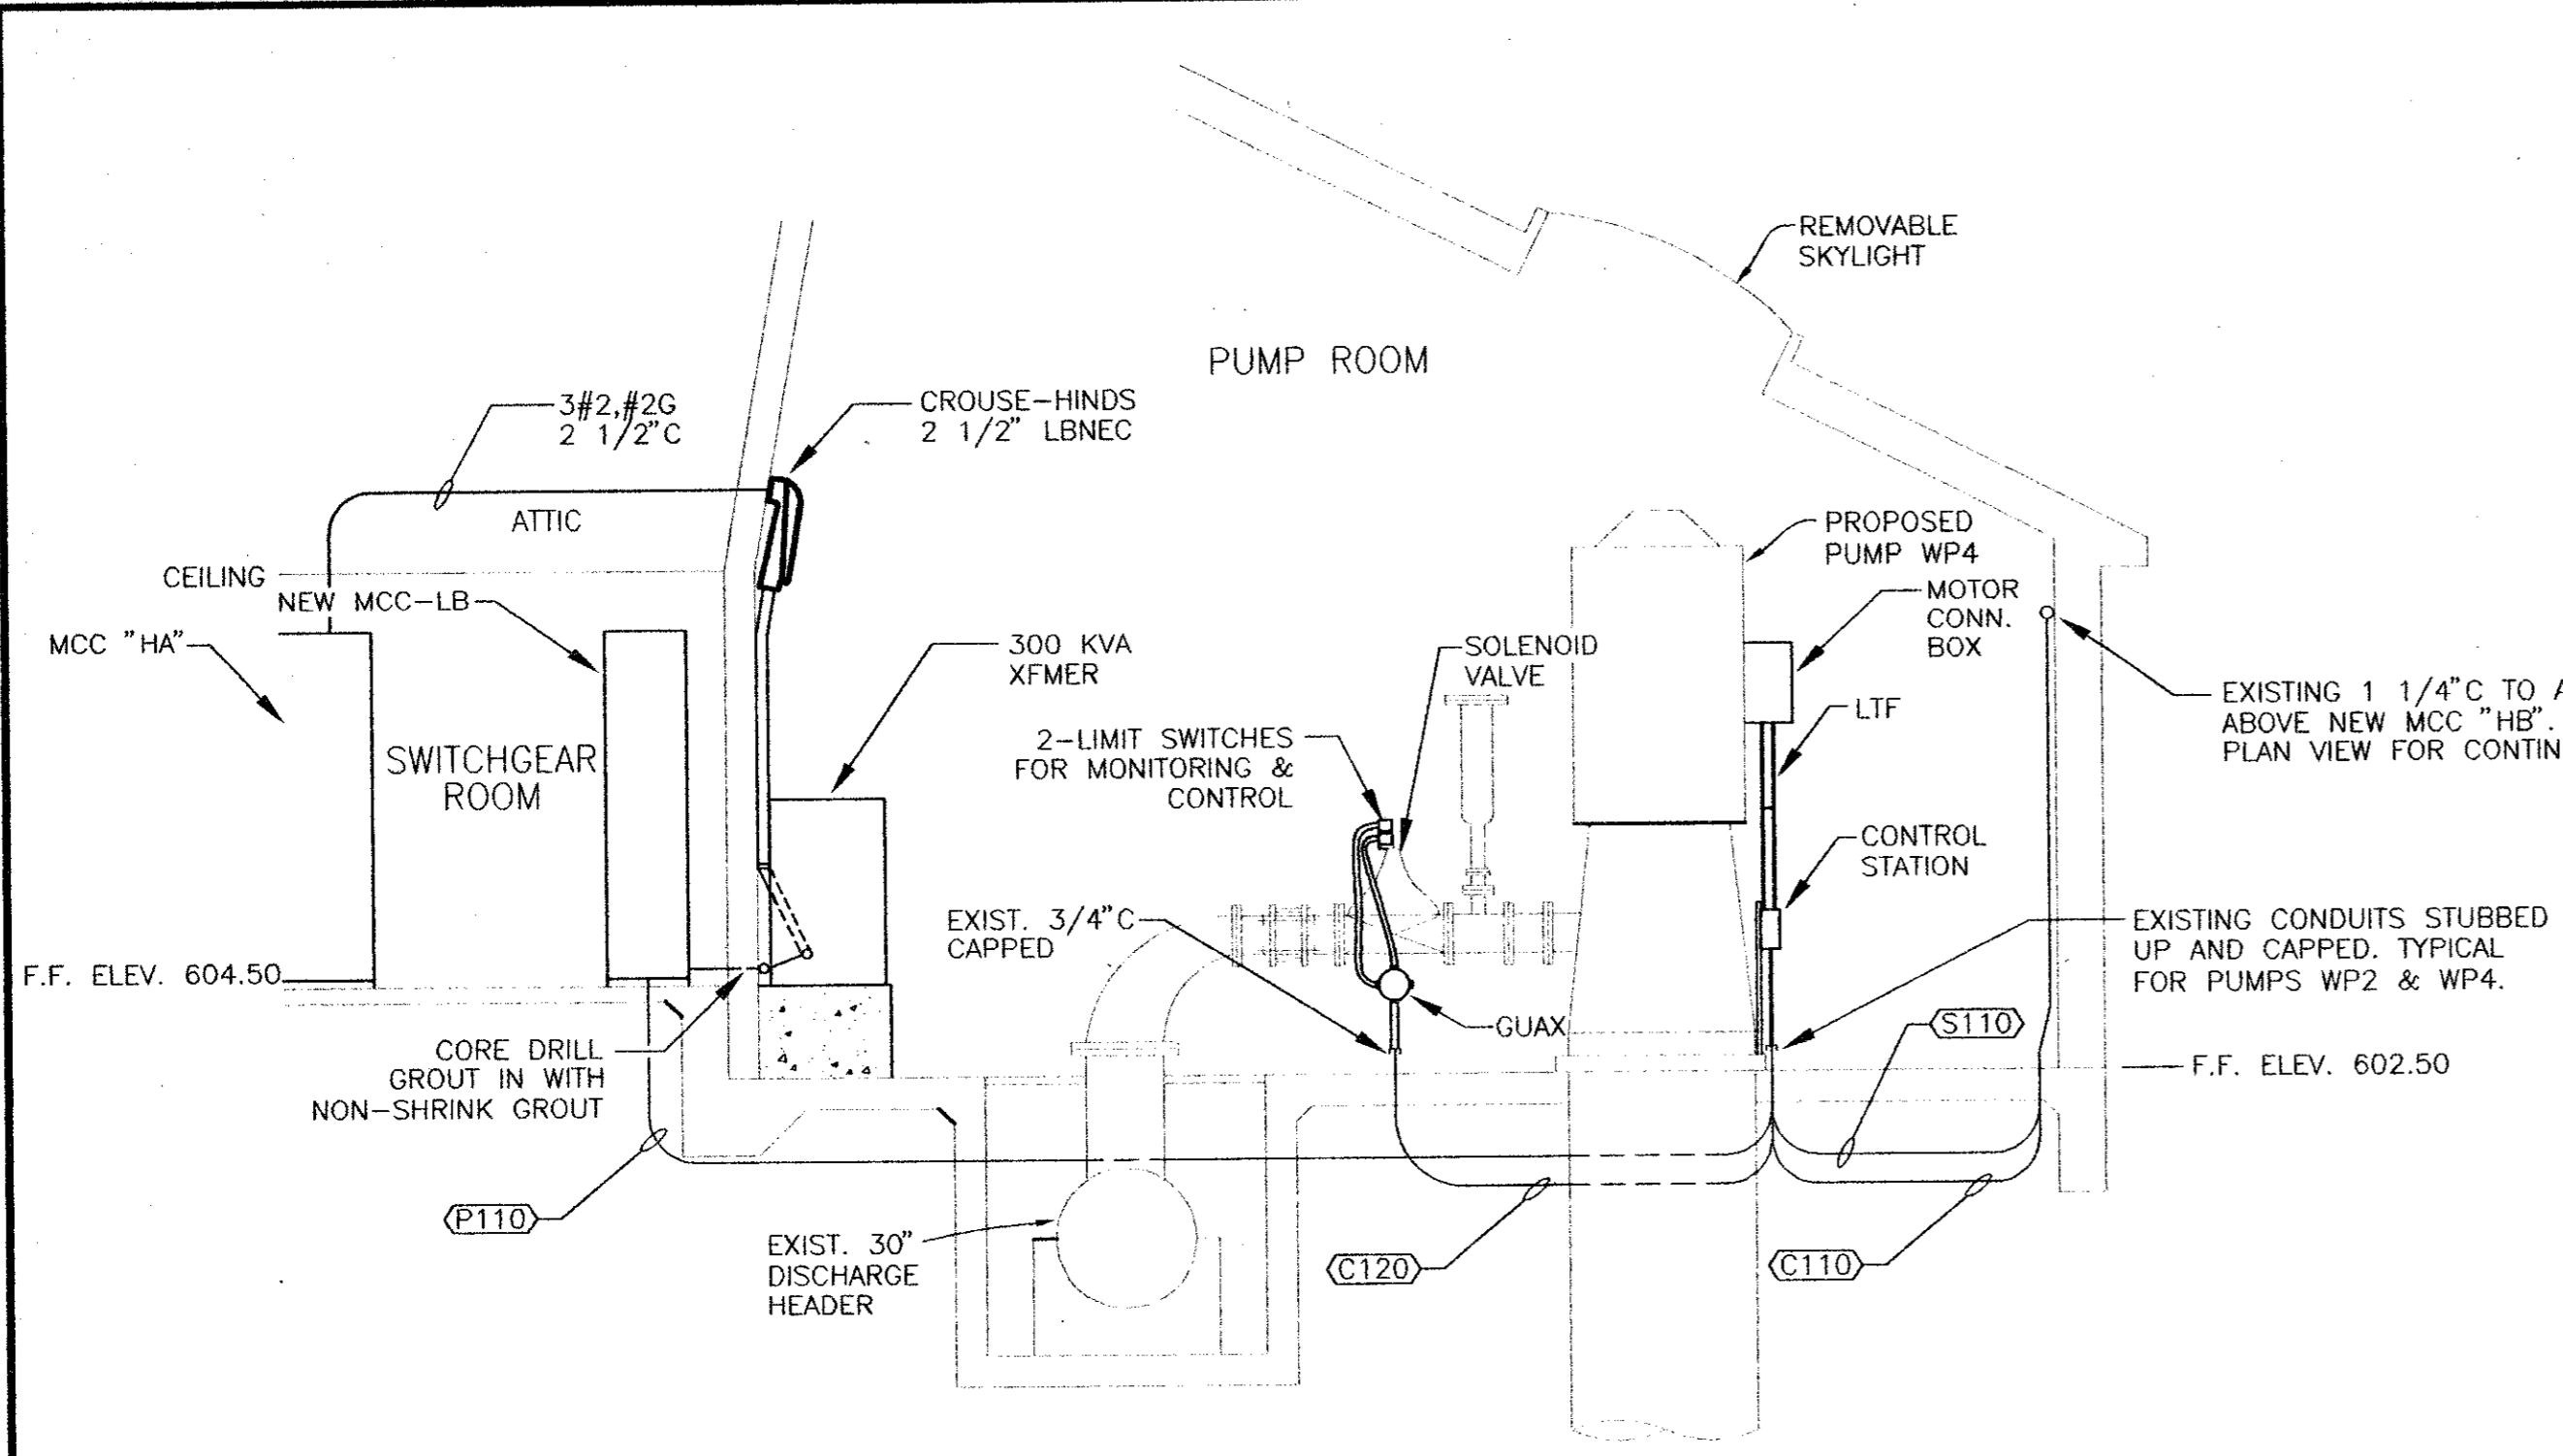 REMOVABLE
SKYLIGHT
PUMP ROOM
3#2,#2G
2 1/2"C
CROUSE-HINDS
2 1/2" LBNEC
ATTIC
PROPOSED
PUMP WP4
CEILING
NEW MCC-LB
MOTOR
CONN.
BOX
MCC "HA"
300 KVA
XFMER
SOLENOID
VALVE
EXISTING 1 1/4"C TO
ABOVE NEW MCC "HB".
PLAN VIEW FOR
LTF
2-LIMIT SWITCHES
FOR MONITORING &
CONTROL
SWITCHGEAR
ROOM
CONTROL
STATION
EXIST. 3/4"C
CAPPED
EXISTING CONDUITS STUBBED
UP AND CAPPED. TYPICAL
FOR PUMPS WP2 & WP4.
F.F. ELEV. 604.50
GUAX
S110
CORE DRILL
GROUT IN WITH
NON-SHRINK GROUT
F.F. ELEV. 602.50
P110
EXIST. 30"
DISCHARGE
HEADER
C120
C110